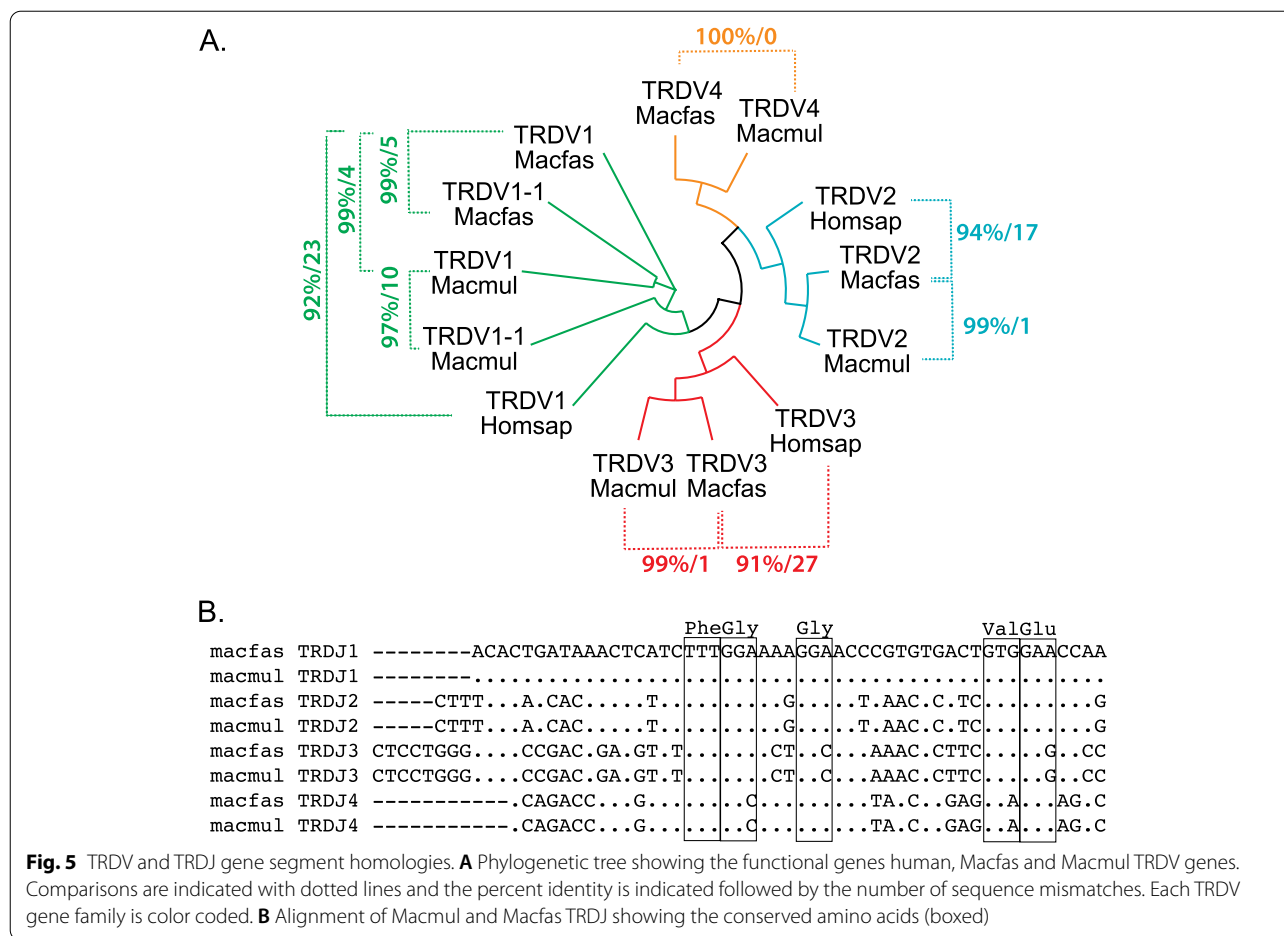 A.
100%/0
TRDV4
Macfas
TRDV4
Macmul
TRDV1
Macfas
TRDV1-1
Macfas
TRDV1
Macmul
TRDV1-1
Macmul
TRDV1
Homsap
99%/5
99%/4
97%/10
92%/23
TRDV2
Homsap
TRDV2
Macfas
TRDV2
Macmul
94%/17
99%/1
TRDV3
Homsap
TRDV3
Macmul
TRDV3
Macfas
99%/1
91%/27
B.
PheGly Gly ValGlu
macfas TRDJ1 --------ACACTGATAAACTCATCTTTGGAAAAGGAACCCGTGTGACTGTGGAACCAA
macmul TRDJ1 --------....................................................
macfas TRDJ2 -----CTTT...A.CAC.....T..........G.....T.AAC.C.TC.........G
macmul TRDJ2 -----CTTT...A.CAC.....T..........G.....T.AAC.C.TC.........G
macfas TRDJ3 CTCCTGGG....CCGAC.GA.GT.T.......CT..C...AAAC.CTTC.....G..CC
macmul TRDJ3 CTCCTGGG....CCGAC.GA.GT.T.......CT..C...AAAC.CTTC.....G..CC
macfas TRDJ4 -----------.CAGACC...G........C.........TA.C..GAG..A...AG.C
macmul TRDJ4 -----------.CAGACC...G........C.........TA.C..GAG..A...AG.C
Fig. 5 TRDV and TRDJ gene segment homologies. A Phylogenetic tree showing the functional genes human, Macfas and Macmul TRDV genes.
Comparisons are indicated with dotted lines and the percent identity is indicated followed by the number of sequence mismatches. Each TRDV
gene family is color coded. B Alignment of Macmul and Macfas TRDJ showing the conserved amino acids (boxed)